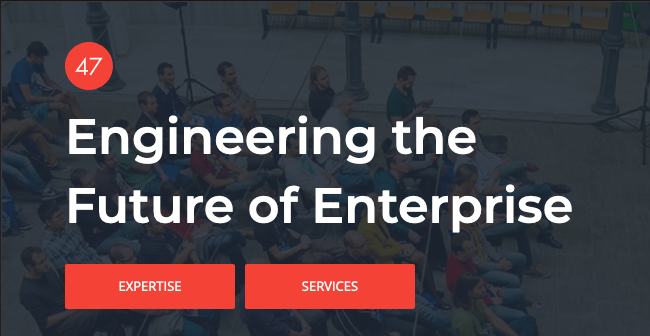 47
Engineering the
Future of Enterprise
EXPERTISE
SERVICES